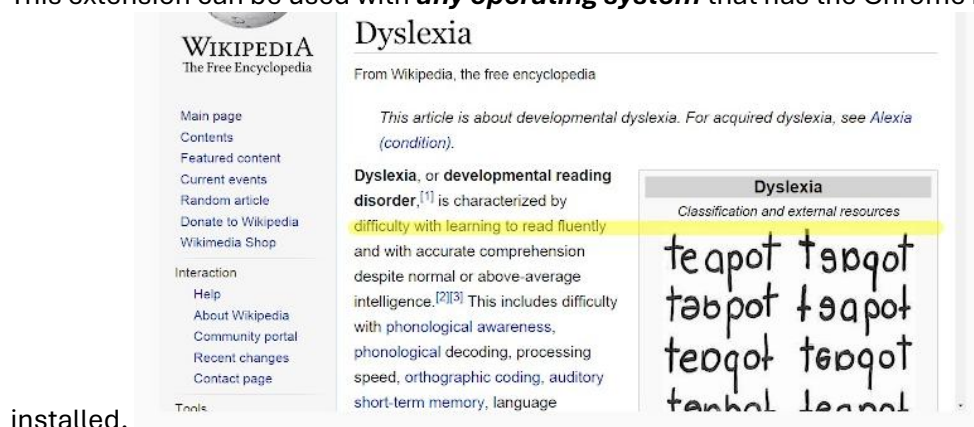 This extension can be used with any operating system that has the Chrome
WIKIPEDIA
The Free Encyclopedia
Main page
Contents
Featured content
Current events
Random article
Donate to Wikipedia
Wikimedia Shop
Interaction
Help
About Wikipedia
Community portal
Recent changes
Contact page
Tools
Dyslexia
From Wikipedia, the free encyclopedia
This article is about developmental dyslexia. For acquired dyslexia, see Alexia
(condition).
Dyslexia, or developmental reading
disorder,[1] is characterized by
difficulty with learning to read fluently
and with accurate comprehension
despite normal or above-average
intelligence.[2][3] This includes difficulty
with phonological awareness,
phonological decoding, processing
speed, orthographic coding, auditory
short-term memory, language
Dyslexia
Classification and external resources
teapot
teapot
installed.